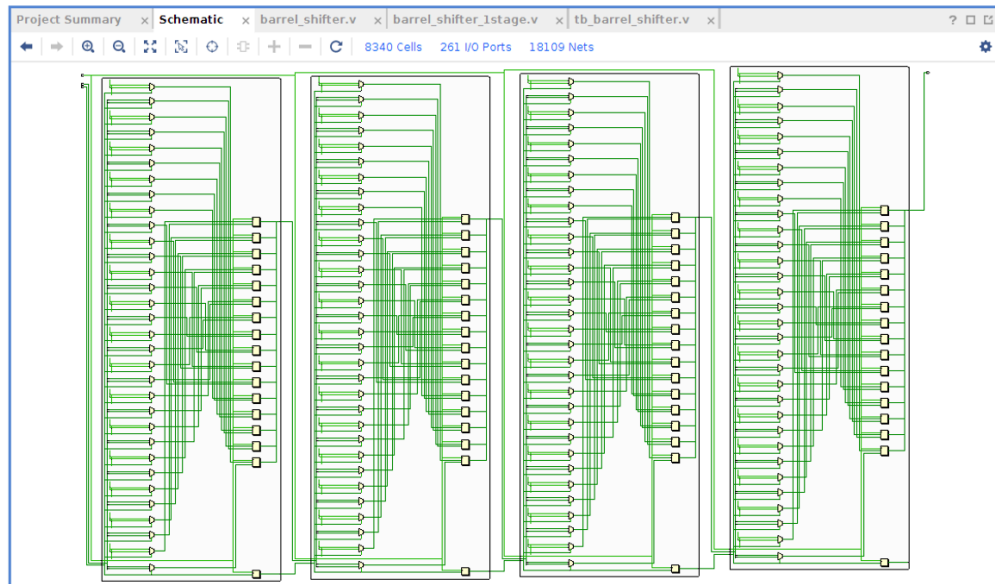 Project Summary × Schematic × barrel_shifter.v × barrel_shifter_1stage.v × tb_barrel_shifter.v × ?
8340 Cells 261 I/O Ports 18109 Nets